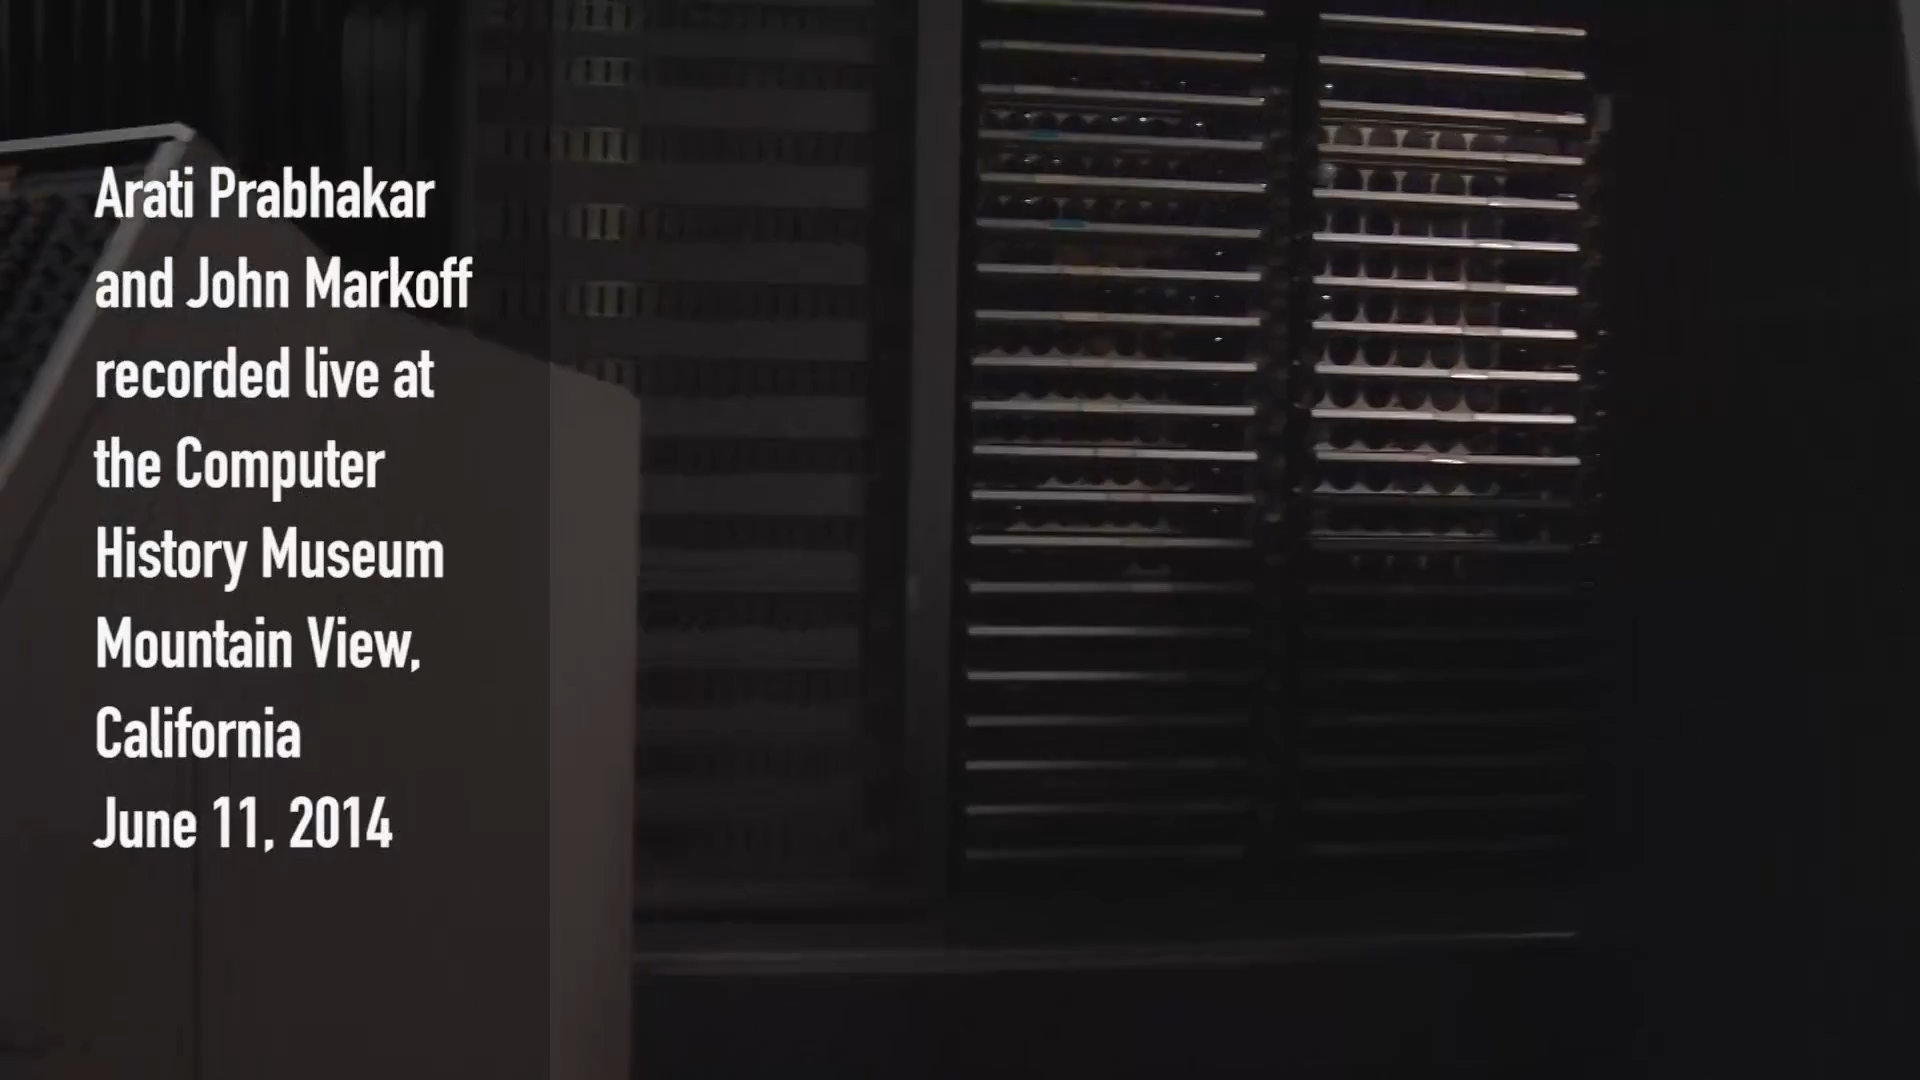 Arati Prabhakar
and John Markoff
recorded live at
the Computer
History Museum
Mountain View,
California
June 11, 2014